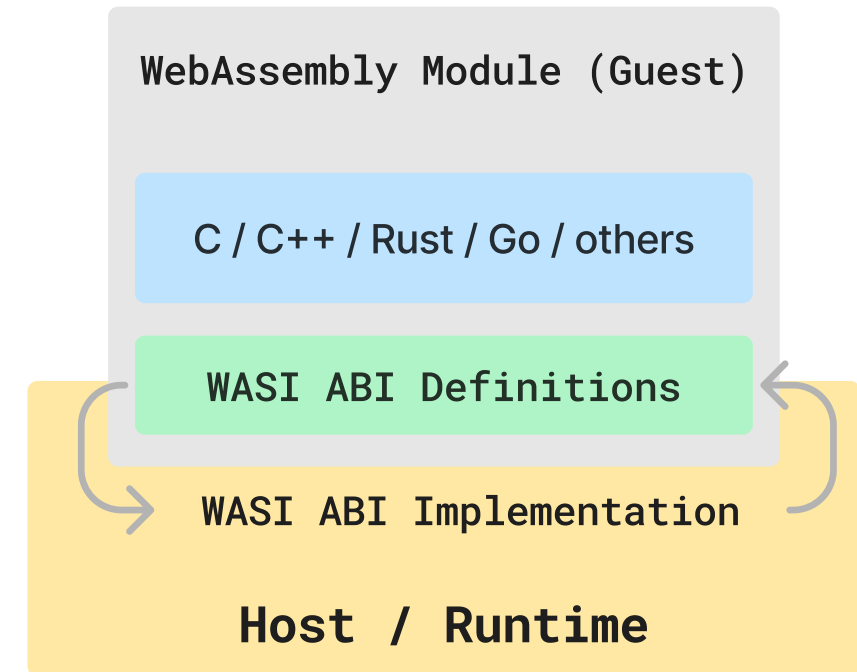 WebAssembly Module (Guest)
C / C++ / Rust / Go / others
WASI ABI Definitions
WASI ABI Implementation
Host / Runtime